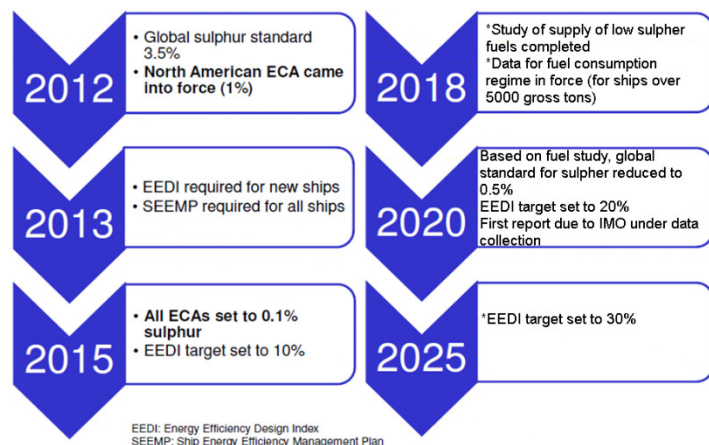 2012
• Global sulphur standard
3.5%
• North American ECA came
into force (1%)
2013
• EEDI required for new ships
• SEEMP required for all ships
2015
• All ECAs set to 0.1%
sulphur
• EEDI target set to 10%
2018
*Study of supply of low sulpher
fuels completed
*Data for fuel consumption
regime in force (for ships over
5000 gross tons)
2020
Based on fuel study, global
standard for sulpher reduced to
0.5%
EEDI target set to 20%
First report due to IMO under data
collection
2025
*EEDI target set to 30%
EEDI: Energy Efficiency Design Index
SEEMP: Ship Energy Efficiency Management Plan